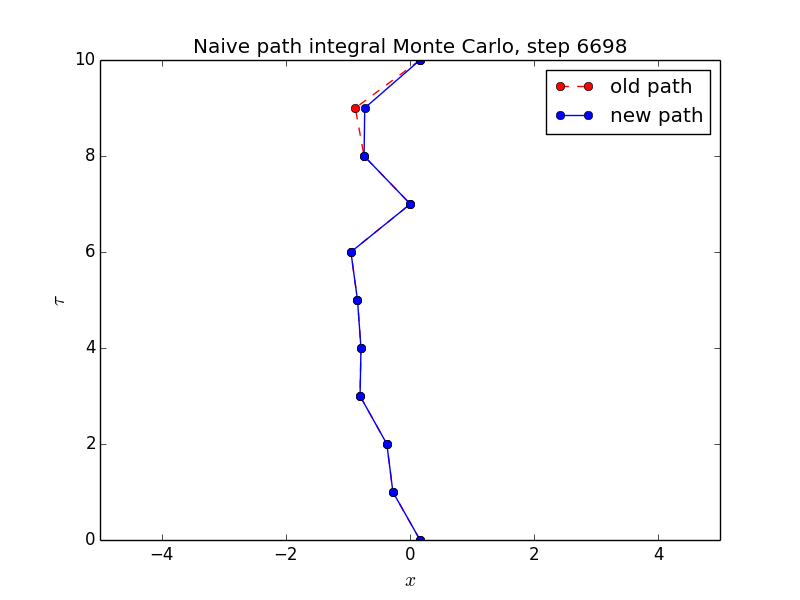 Naive path integral Monte Carlo, step 6698
old path
new path
10
8
6
4
2
0
τ
−4
−2
0
2
4
x